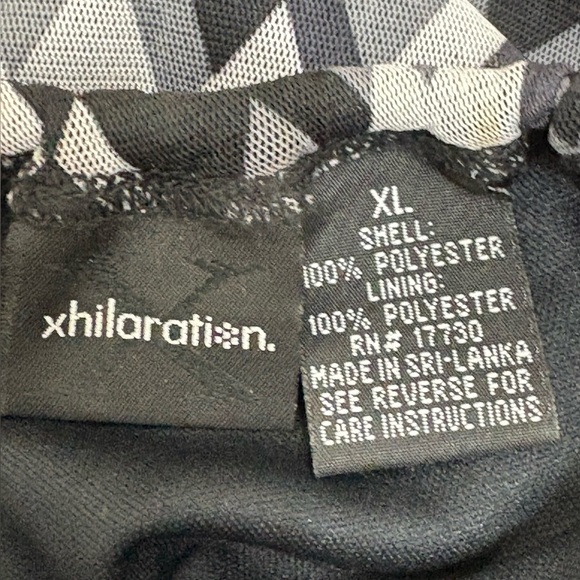 xhilaration.
XL
SHELL:
100% POLYESTER
LINING:
100% POLYESTER
RN# 17730
MADE IN SRI-LANKA
SEE REVERSE FOR
CARE INSTRUCTIONS